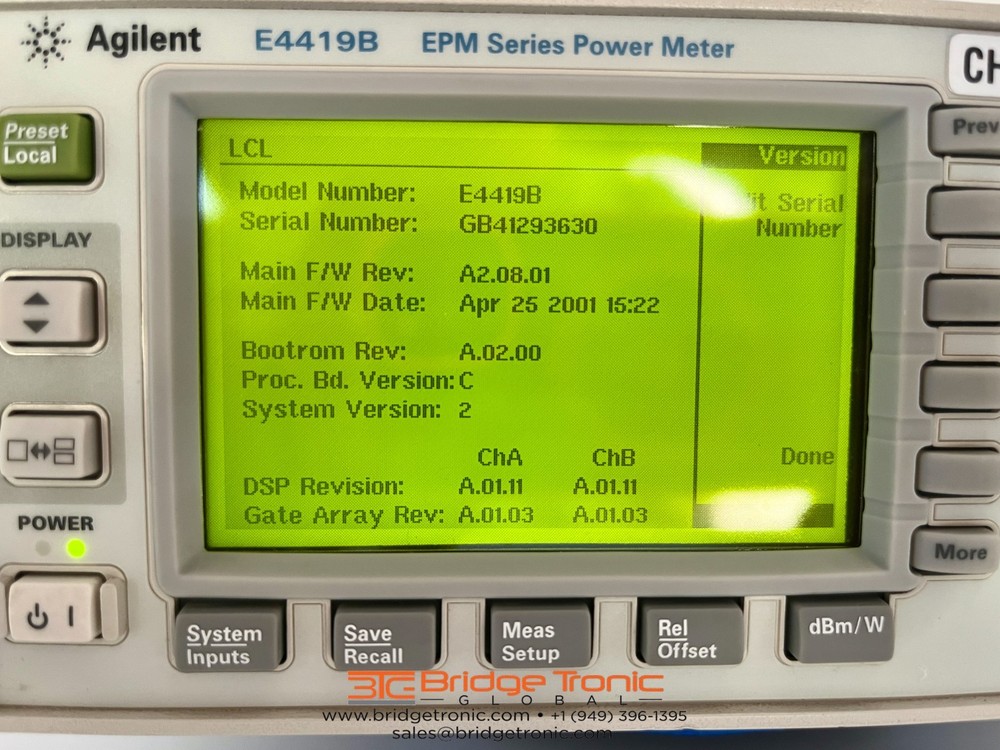 Agilent E4419B EPM Series Power Meter
CH
Preset
Local
Prev
LCL
Version
Model Number: E4419B
Serial Number: GB41293630
it Serial
Number
DISPLAY
Main F/W Rev: A2.08.01
Main F/W Date: Apr 25 2001 15:22
Bootrom Rev: A.02.00
Proc. Bd. Version: C
System Version: 2
ChA ChB
Done
DSP Revision: A.01.11 A.01.11
Gate Array Rev: A.01.03 A.01.03
POWER
More
System
Inputs
Save
Recall
Meas
Setup
Rel
Offset
dBm/W
BTG Bridge Tronic
GLOBAL
www.bridgetronic.com • +1 (949) 396-1395
sales@bridgetronic.com